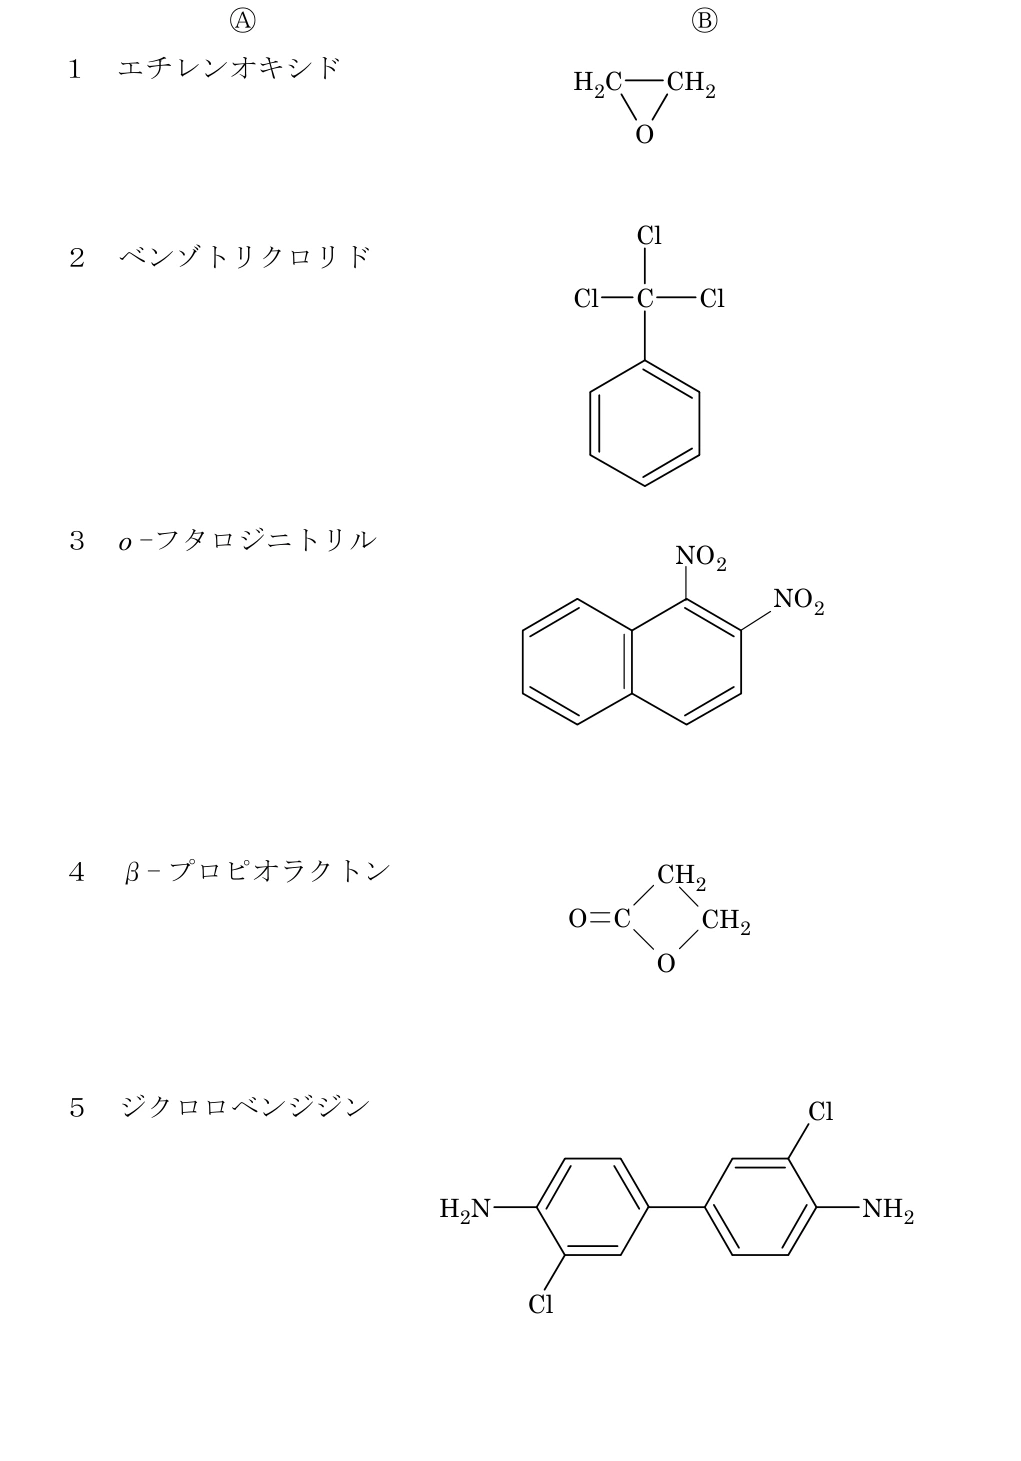 Ⓐ Ⓑ
1 エチレンオキシド
H₂C CH₂
O
2 ベンゾトリクロリド
Cl
Cl C Cl
3 o-フタロジニトリル
NO₂
NO₂
4 β-プロピオラクトン
CH₂
O=C CH₂
O
5 ジクロロベンジジン
Cl
H₂N NH₂
Cl